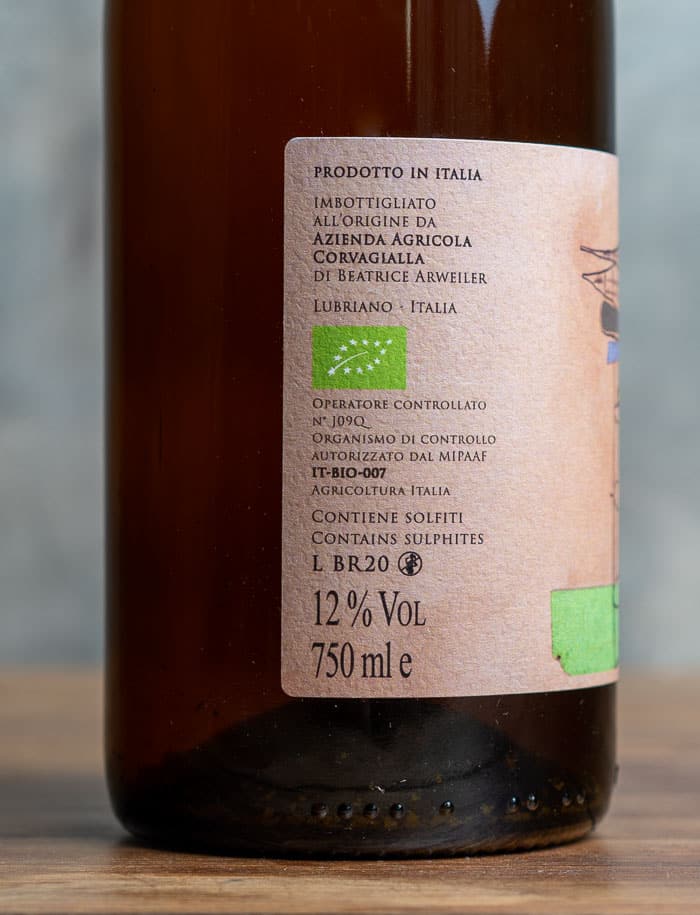 PRODOTTO IN ITALIA
IMBOTTIGLIATO
ALL'ORIGINE DA
AZIENDA AGRICOLA
CORVAGIALLA
DI BEATRICE ARWEILER
LUBRIANO - ITALIA
OPERATORE CONTROLLATO
N° J09Q
ORGANISMO DI CONTROLLO
AUTORIZZATO DAL MIPAAF
IT-BIO-007
AGRICOLTURA ITALIA
CONTIENE SOLFITI
CONTAINS SULPHITES
L BR20
12 % VOL
750 ml e